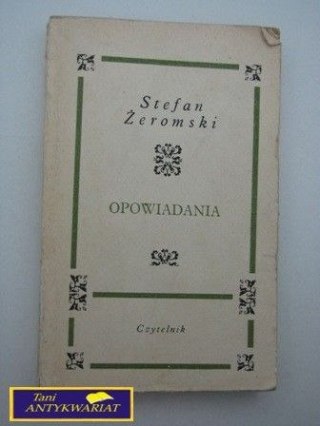 Stefan
Żeromski
OPOWIADANIA
Czytelnik
Tani
ANTYKWARIAT